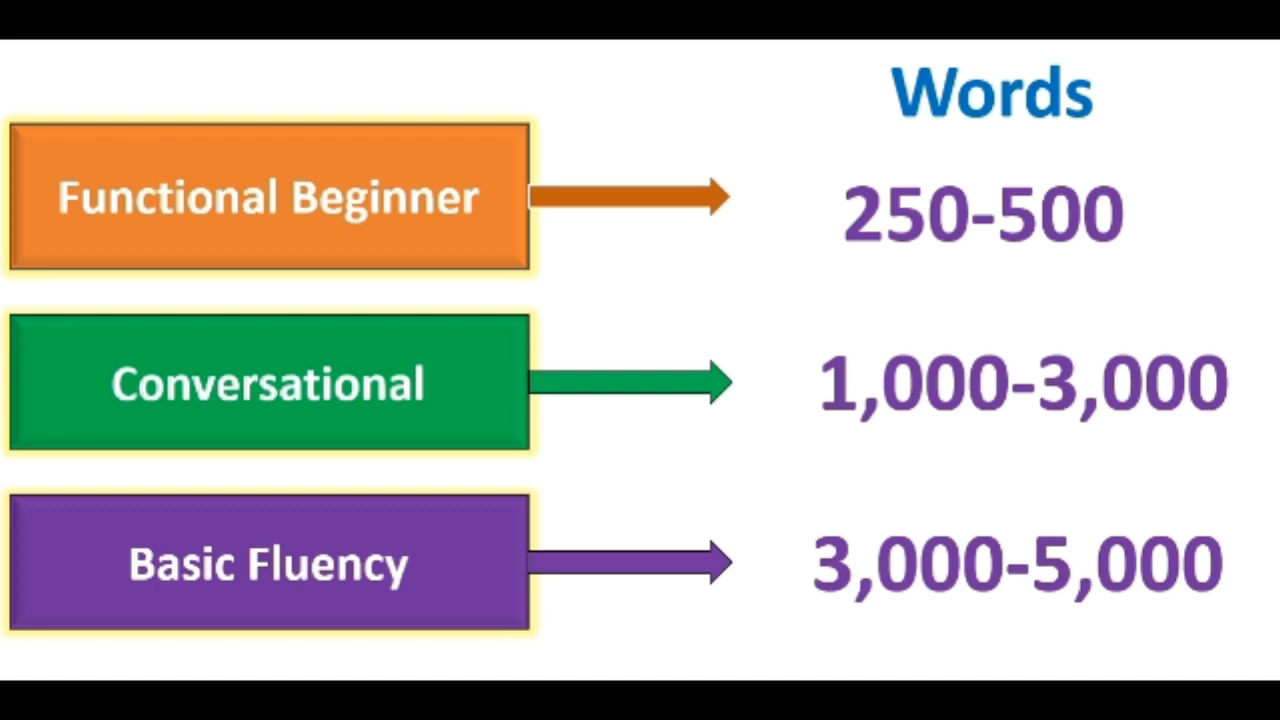 Words
Functional Beginner
250-500
Conversational
1,000-3,000
Basic Fluency
3,000-5,000